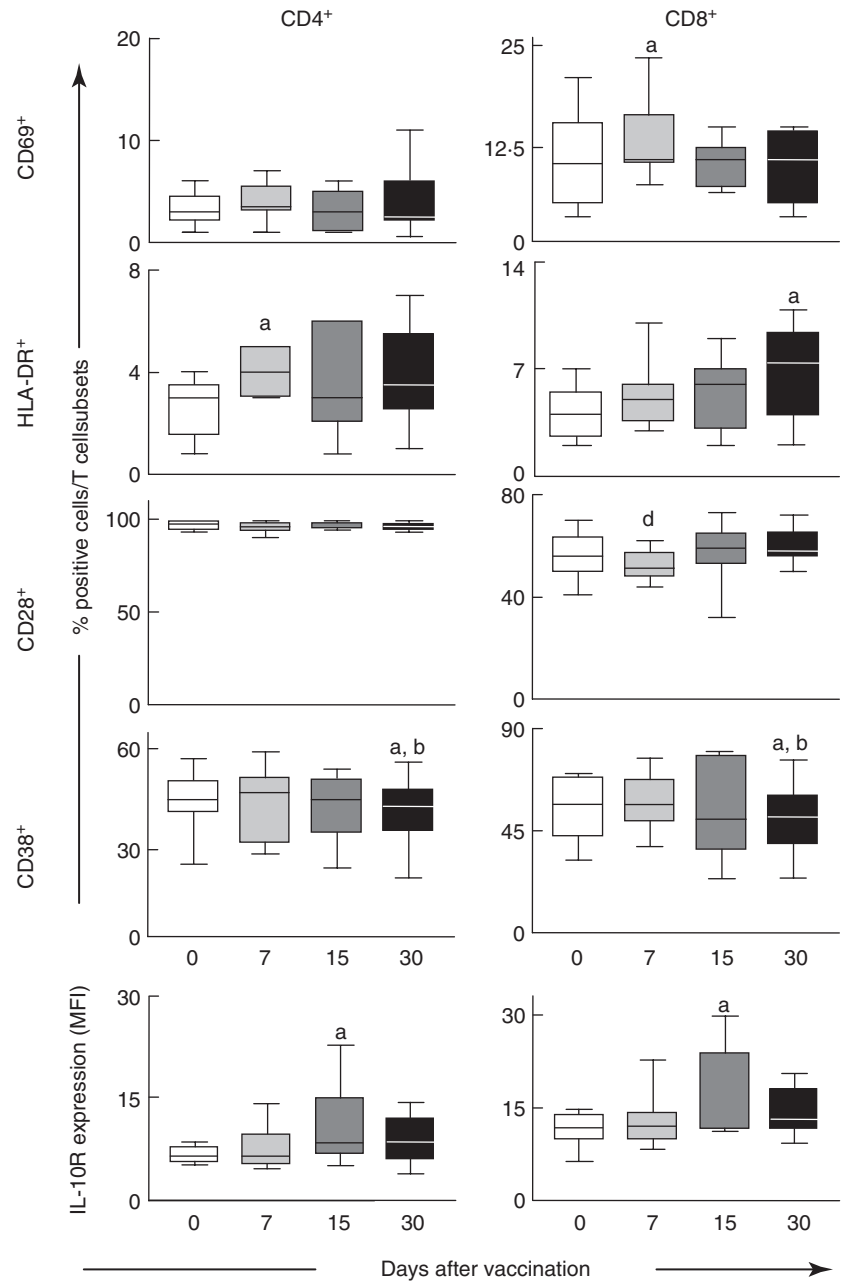 CD4+ CD8+
CD69+
20
10
0
25
12·5
0
a
HLA-DR+
8
4
0
a
14
7
0
a
% positive cells/T cellsubsets
CD28+
100
50
0
80
40
0
d
CD38+
60
30
0
a, b
90
45
0
a, b
0 7 15 30
0 7 15 30
IL-10R expression (MFI)
30
15
0
a
30
15
0
a
0 7 15 30
0 7 15 30
Days after vaccination